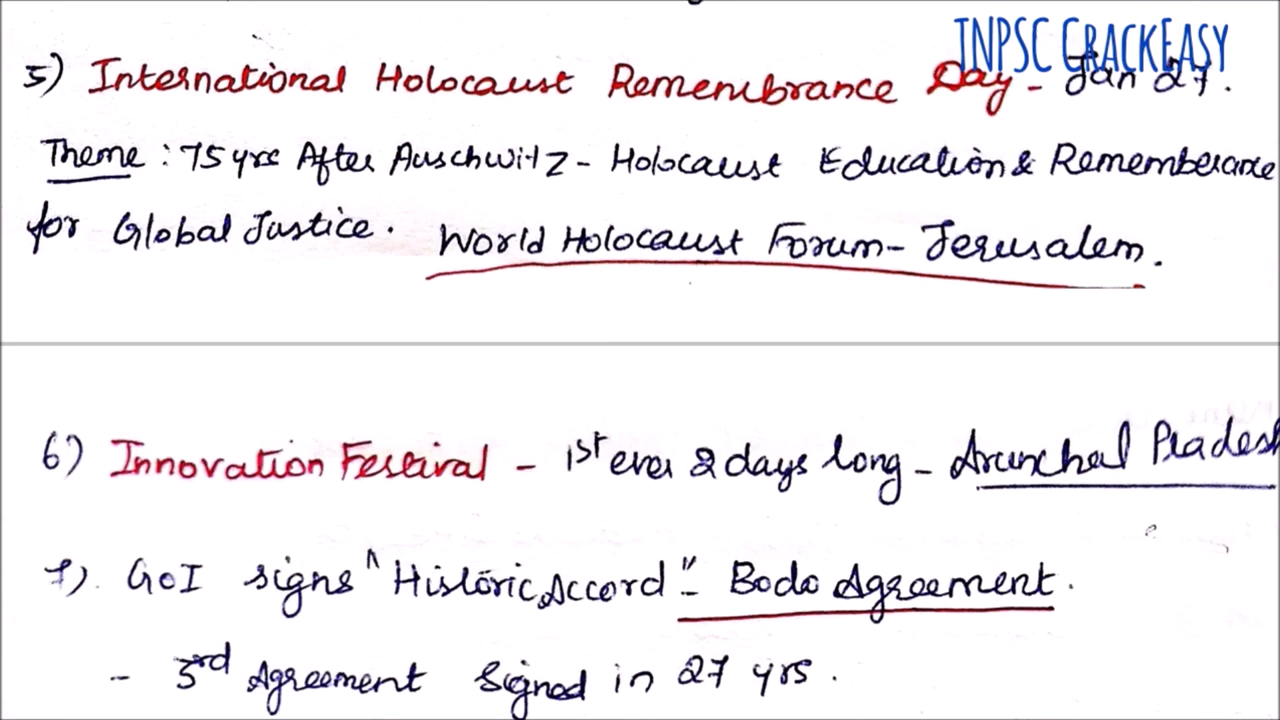 TNPSC CRACKEASY
5) International Holocaust Remembrance Day - Jan 27.
Theme : 75 yrs After Auschwitz - Holocaust Education & Rememberance
for Global Justice. World Holocaust Forum - Jerusalem.
6) Innovation Festival - 1st ever 2 days long - Arunchal Pradesh
7). GoI signs "Historic Accord" - Bodo Agreement.
- 3rd Agreement Signed in 27 yrs.